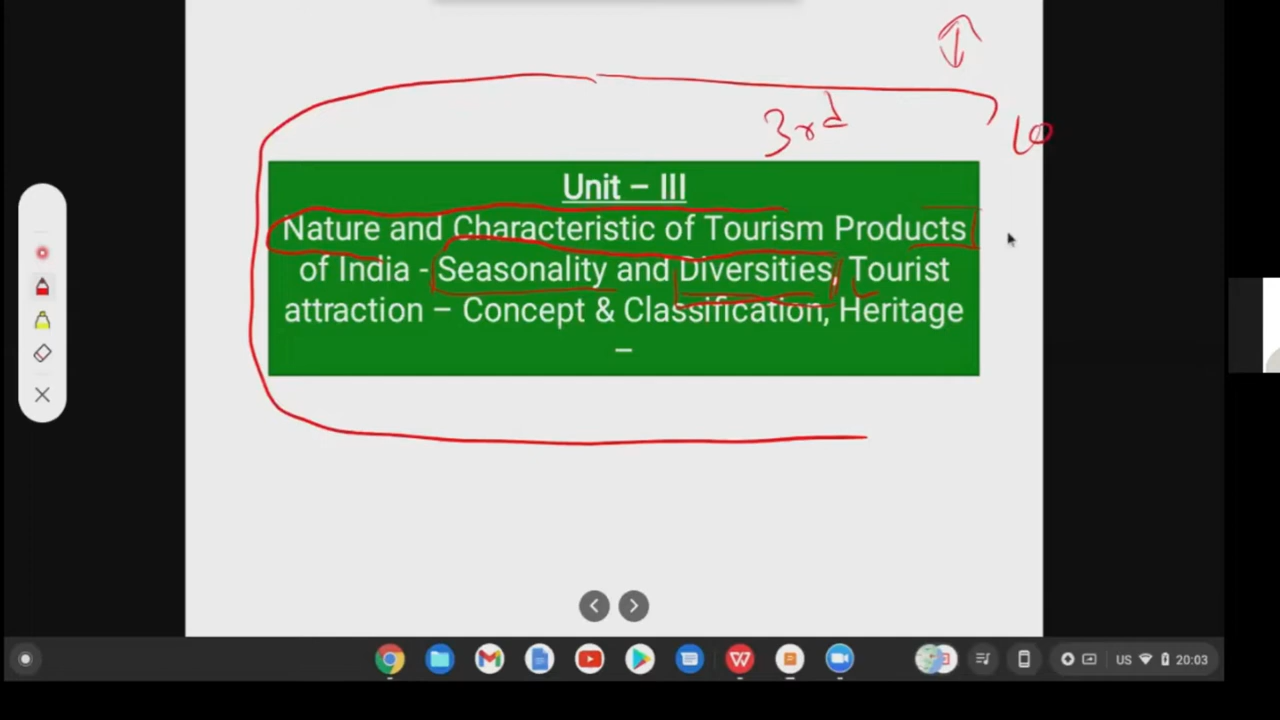 3rd
Unit – III
Nature and Characteristic of Tourism Products
of India - Seasonality and Diversities, Tourist
attraction – Concept & Classification, Heritage
–
US 20:03